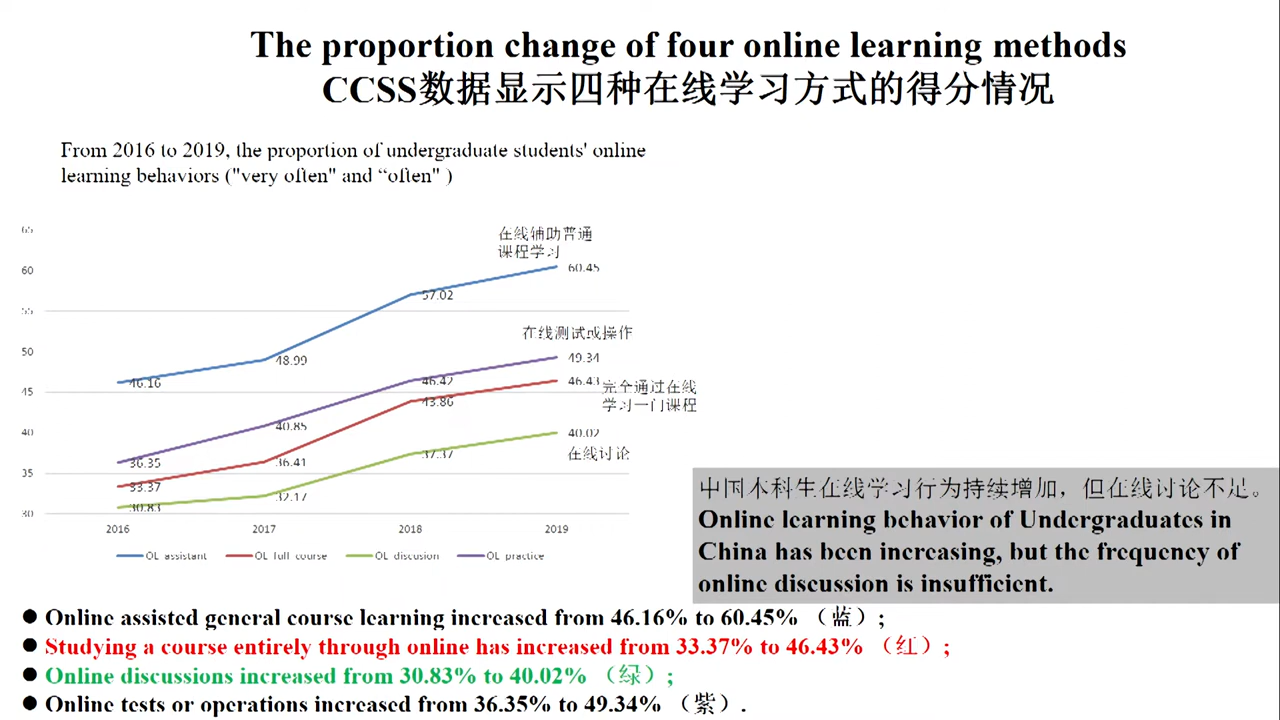 The proportion change of four online learning methods
CCSS数据显示四种在线学习方式的得分情况
From 2016 to 2019, the proportion of undergraduate students' online
learning behaviors ("very often" and “often" )
65
60
55
50
45
40
35
30
在线辅助普通
课程学习
60.45
57.02
48.99
46.16
在线测试或操作
49.34
46.42
40.85
36.35
46.43
完全通过在线
学习一门课程
43.86
36.41
33.37
40.02
在线讨论
37.37
32.17
30.83
2016 2017 2018 2019
OL assistant OL full course OL discusion OL practice
中国本科生在线学习行为持续增加，但在线讨论不足。
Online learning behavior of Undergraduates in
China has been increasing, but the frequency of
online discussion is insufficient.
● Online assisted general course learning increased from 46.16% to 60.45% （蓝）;
● Studying a course entirely through online has increased from 33.37% to 46.43% （红）;
● Online discussions increased from 30.83% to 40.02% （绿）;
● Online tests or operations increased from 36.35% to 49.34% （紫）.